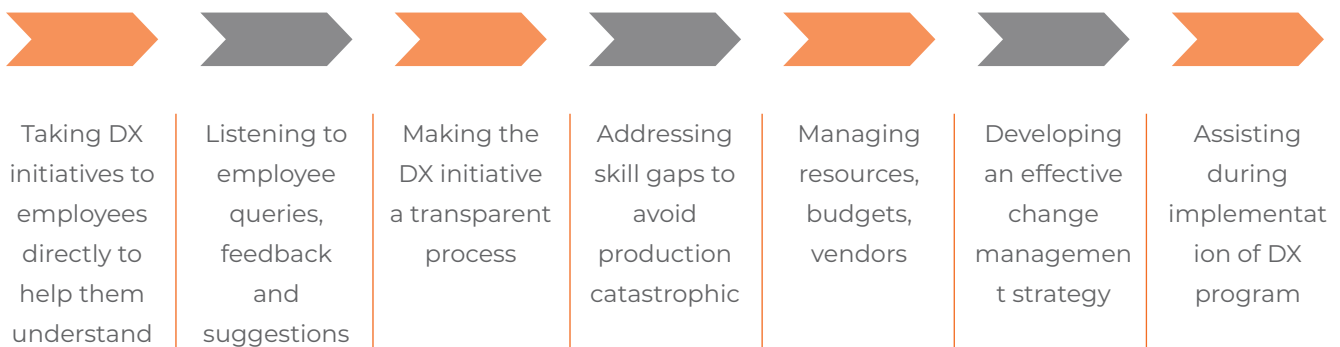 Taking DX
initiatives to
employees
directly to
help them
understand
Listening to
employee
queries,
feedback
and
suggestions
Making the
DX initiative
a transparent
process
Addressing
skill gaps to
avoid
production
catastrophic
Managing
resources,
budgets,
vendors
Developing
an effective
change
managemen
t strategy
Assisting
during
implementat
ion of DX
program